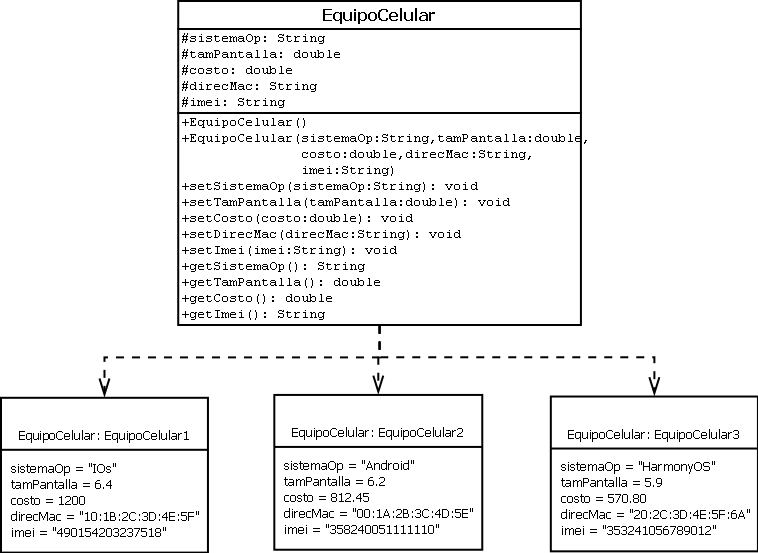 EquipoCelular
#sistemaOp: String
#tamPantalla: double
#costo: double
#direcMac: String
#imei: String
+EquipoCelular()
+EquipoCelular(sistemaOp:String,tamPantalla:double,
costo:double,direcMac:String,
imei:String)
+setSistemaOp(sistemaOp:String): void
+setTamPantalla(tamPantalla:double): void
+setCosto(costo:double): void
+setDirecMac(direcMac:String): void
+setImei(imei:String): void
+getSistemaOp(): String
+getTamPantalla(): double
+getCosto(): double
+getImei(): String
EquipoCelular: EquipoCelular1
sistemaOp = "IOs"
tamPantalla = 6.4
costo = 1200
direcMac = "10:1B:2C:3D:4E:5F"
imei = "490154203237518"
EquipoCelular: EquipoCelular2
sistemaOp = "Android"
tamPantalla = 6.2
costo = 812.45
direcMac = "00:1A:2B:3C:4D:5E"
imei = "358240051111110"
EquipoCelular: EquipoCelular3
sistemaOp = "HarmonyOS"
tamPantalla = 5.9
costo = 570.80
direcMac = "20:2C:3D:4E:5F:6A"
imei = "353241056789012"